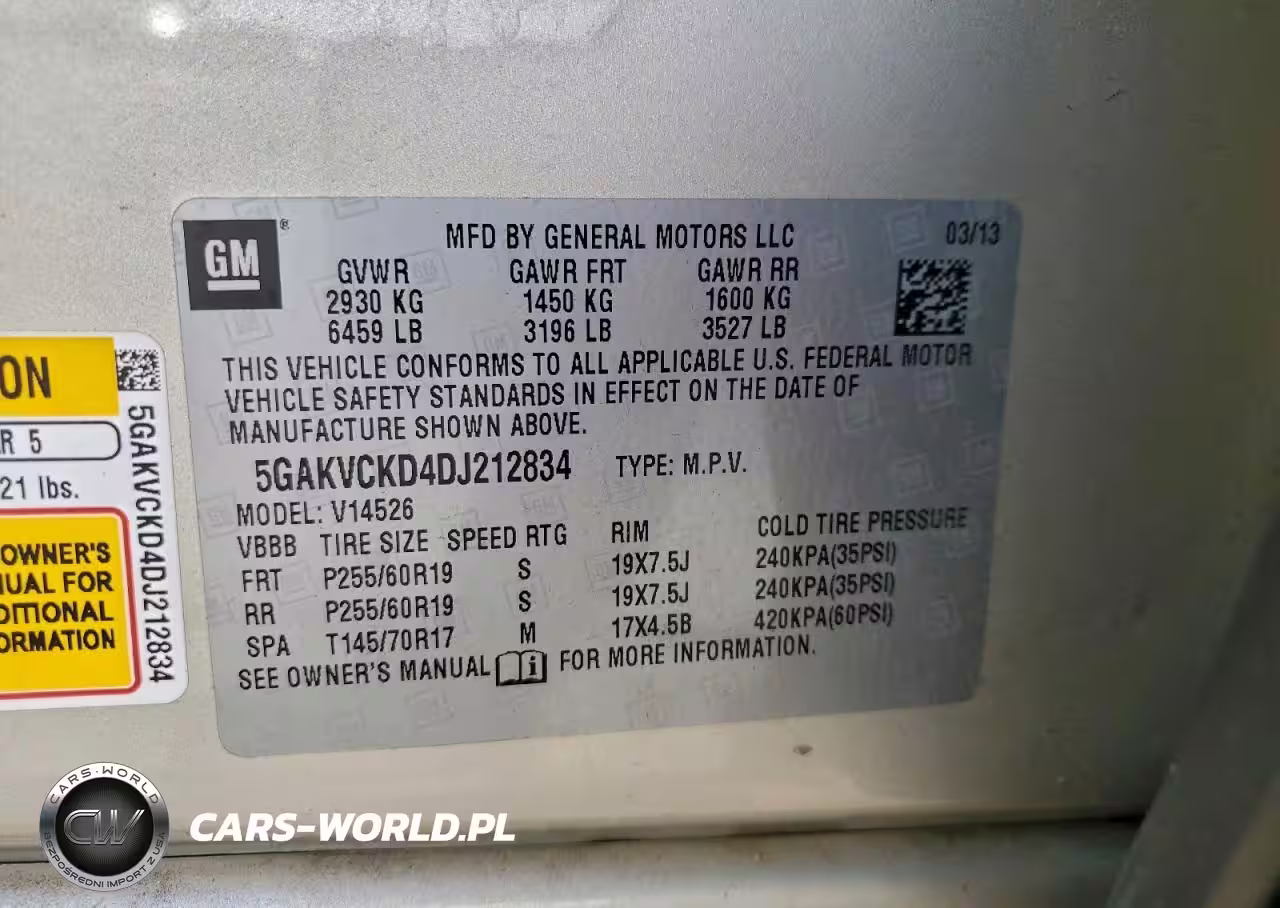 GM ®
MFD BY GENERAL MOTORS LLC 03/13
GVWR GAWR FRT GAWR RR
2930 KG 1450 KG 1600 KG
6459 LB 3196 LB 3527 LB
THIS VEHICLE CONFORMS TO ALL APPLICABLE U.S. FEDERAL MOTOR
VEHICLE SAFETY STANDARDS IN EFFECT ON THE DATE OF
MANUFACTURE SHOWN ABOVE.
5GAKVCKD4DJ212834 TYPE: M.P.V.
MODEL: V14526
VBBB TIRE SIZE SPEED RTG RIM COLD TIRE PRESSURE
FRT P255/60R19 S 19X7.5J 240KPA(35PSI)
RR P255/60R19 S 19X7.5J 240KPA(35PSI)
SPA T145/70R17 M 17X4.5B 420KPA(60PSI)
SEE OWNER'S MANUAL i FOR MORE INFORMATION.
ON
R 5
21 lbs.
OWNER'S
UAL FOR
DITIONAL
ORMATION
5GAKVCKD4DJ212834
CARS-WORLD
CW
BEZPOŚREDNI IMPORT Z USA
CARS-WORLD.PL